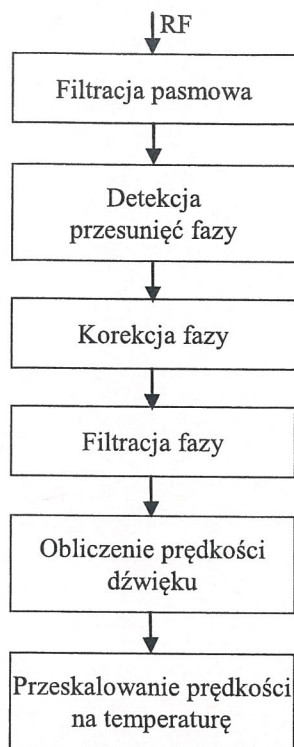 RF
Filtracja pasmowa
Detekcja
przesunięć fazy
Korekcja fazy
Filtracja fazy
Obliczenie prędkości
dźwięku
Przeskalowanie prędkości
na temperaturę